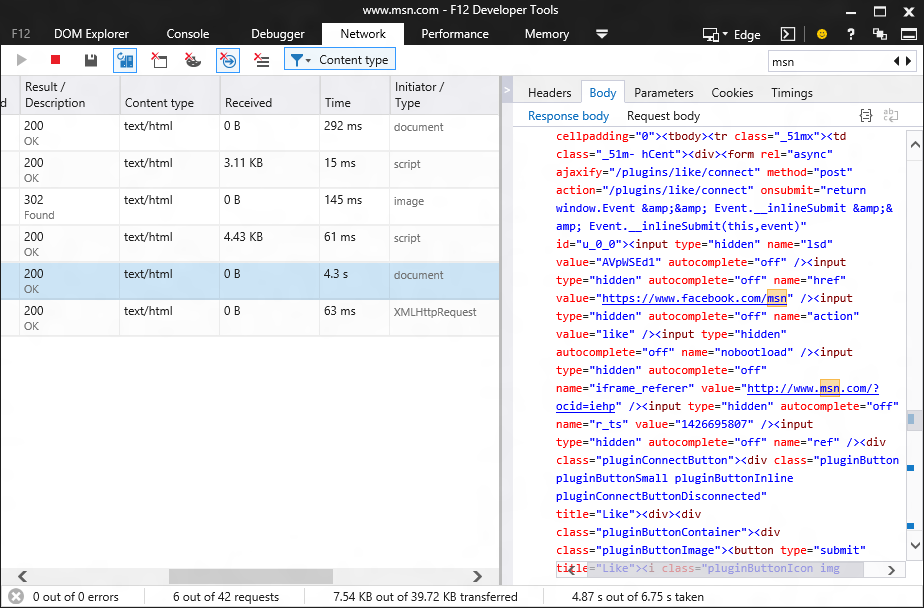 www.msn.com - F12 Developer Tools
F12 DOM Explorer Console Debugger Network Performance Memory Edge ?
Content type msn
d Result / Description Content type Received Time Initiator / Type
200 OK text/html 0 B 292 ms document
200 OK text/html 3.11 KB 15 ms script
302 Found text/html 0 B 145 ms image
200 OK text/html 4.43 KB 61 ms script
200 OK text/html 0 B 4.3 s document
200 OK text/html 0 B 63 ms XMLHttpRequest
Headers Body Parameters Cookies Timings
Response body Request body
cellpadding="0"><tbody><tr class="_51mx"><td
class="_51m- hCent"><div><form rel="async"
ajaxify="/plugins/like/connect" method="post"
action="/plugins/like/connect" onsubmit="return
window.Event &amp;&amp; Event.__inlineSubmit &amp;&
amp; Event.__inlineSubmit(this,event)"
id="u_0_0"><input type="hidden" name="lsd"
value="AVpWSEd1" autocomplete="off" /><input
type="hidden" autocomplete="off" name="href"
value="https://www.facebook.com/msn" /><input
type="hidden" autocomplete="off" name="action"
value="like" /><input type="hidden"
autocomplete="off" name="nobootload" /><input
type="hidden" autocomplete="off"
name="iframe_referer" value="http://www.msn.com/?
ocid=iehp" /><input type="hidden" autocomplete="off"
name="r_ts" value="1426695807" /><input
type="hidden" autocomplete="off" name="ref" /><div
class="pluginConnectButton"><div class="pluginButton
pluginButtonSmall pluginButtonInline
pluginConnectButtonDisconnected"
title="Like"><div><div
class="pluginButtonContainer"><div
class="pluginButtonImage"><button type="submit"
title="Like"><i class="pluginButtonIcon img
0 out of 0 errors 6 out of 42 requests 7.54 KB out of 39.72 KB transferred 4.87 s out of 6.75 s taken